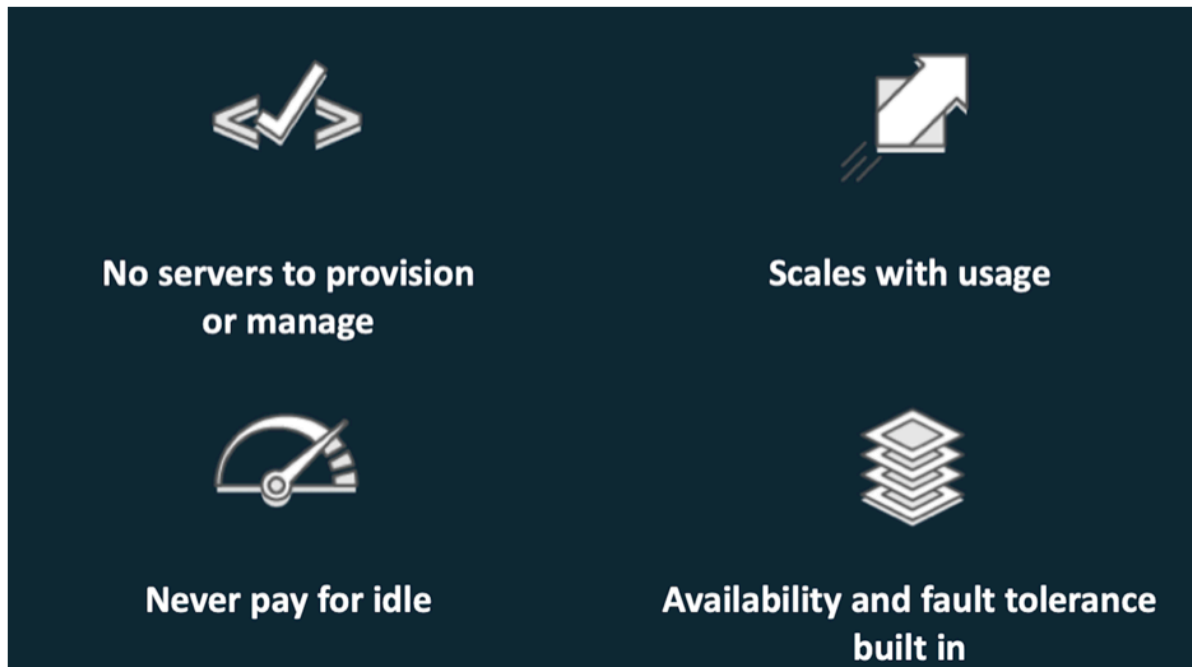 No servers to provision
or manage
Scales with usage
Never pay for idle
Availability and fault tolerance
built in